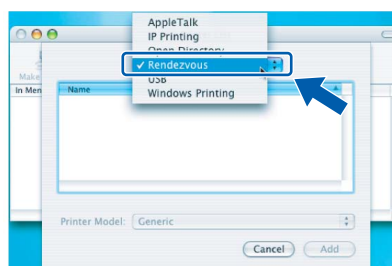 AppleTalk
IP Printing
Open Directory
✓ Rendezvous
USB
Windows Printing
Make
In Men
Name
Printer Model: Generic
Cancel Add